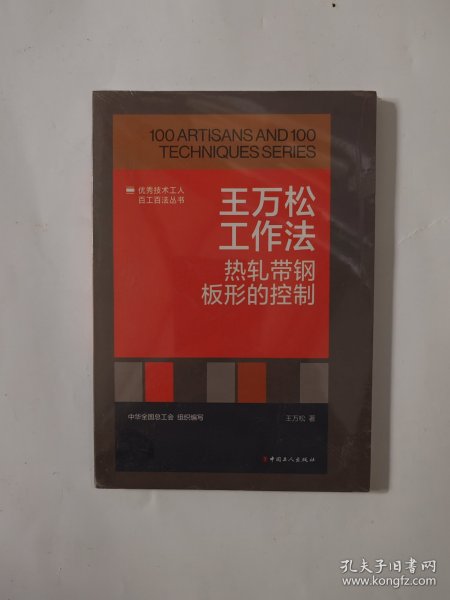 100 ARTISANS AND 100
TECHNIQUES SERIES
优秀技术工人
百工百法丛书
王万松
工作法
热轧带钢
板形的控制
中华全国总工会 组织编写
王万松 著
中国工人出版社
孔夫子旧书网
www.kongfz.com